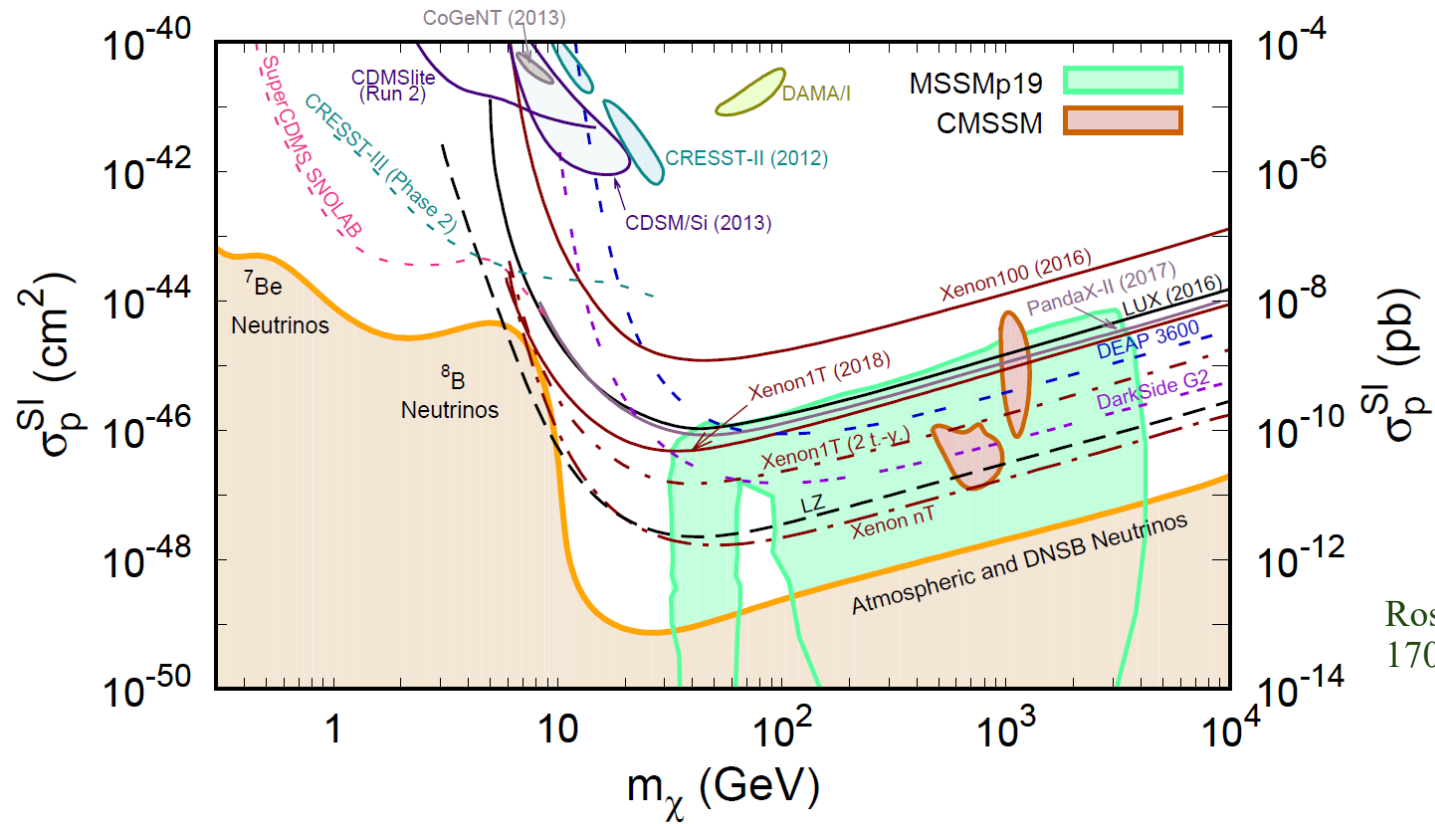 CoGeNT (2013)
10^-40
10^-4
CDMSlite
(Run 2)
SuperCDMS SNOLAB
CRESST-III (Phase 2)
DAMA/I
MSSMp19
CMSSM
10^-42
CRESST-II (2012)
10^-6
CDSM/Si (2013)
10^-44
Xenon100 (2016)
PandaX-II (2017)
LUX (2016)
10^-8
^7Be
Neutrinos
DEAP 3600
σ_p^SI (cm^2)
σ_p^SI (pb)
Xenon1T (2018)
^8B
Neutrinos
DarkSide G2
10^-46
10^-10
Xenon1T (2 t.-y.)
LZ
Xenon nT
10^-48
10^-12
Atmospheric and DNSB Neutrinos
Ros
170
10^-50
10^-14
1
10
10^2
10^3
10^4
m_χ (GeV)